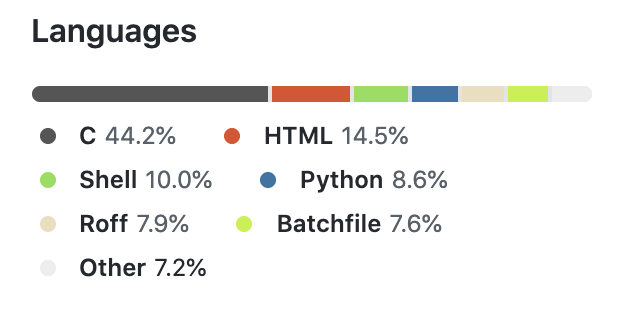 Languages
C 44.2% HTML 14.5%
Shell 10.0% Python 8.6%
Roff 7.9% Batchfile 7.6%
Other 7.2%